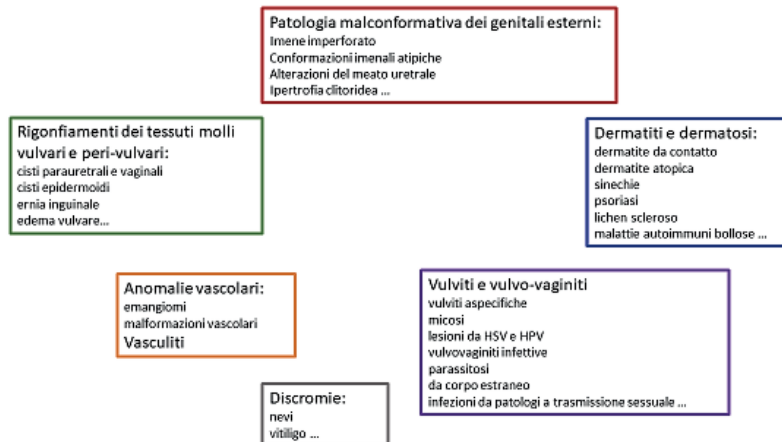 Patologia malconformativa dei genitali esterni:
Imene imperforato
Conformazioni imenali atipiche
Alterazioni del meato uretrale
Ipertrofia clitoridea ...
Rigonfiamenti dei tessuti molli
vulvari e peri-vulvari:
cisti parauretrali e vaginali
cisti epidermoidi
ernia inguinale
edema vulvare...
Dermatiti e dermatosi:
dermatite da contatto
dermatite atopica
sinechie
psoriasi
lichen scleroso
malattie autoimmuni bollose ...
Anomalie vascolari:
emangiomi
malformazioni vascolari
Vasculiti
Vulviti e vulvo-vaginiti
vulviti aspecifiche
micosi
lesioni da HSV e HPV
vulvovaginiti infettive
parassitosi
da corpo estraneo
infezioni da patologi a trasmissione sessuale ...
Discromie:
nevi
vitiligo ...